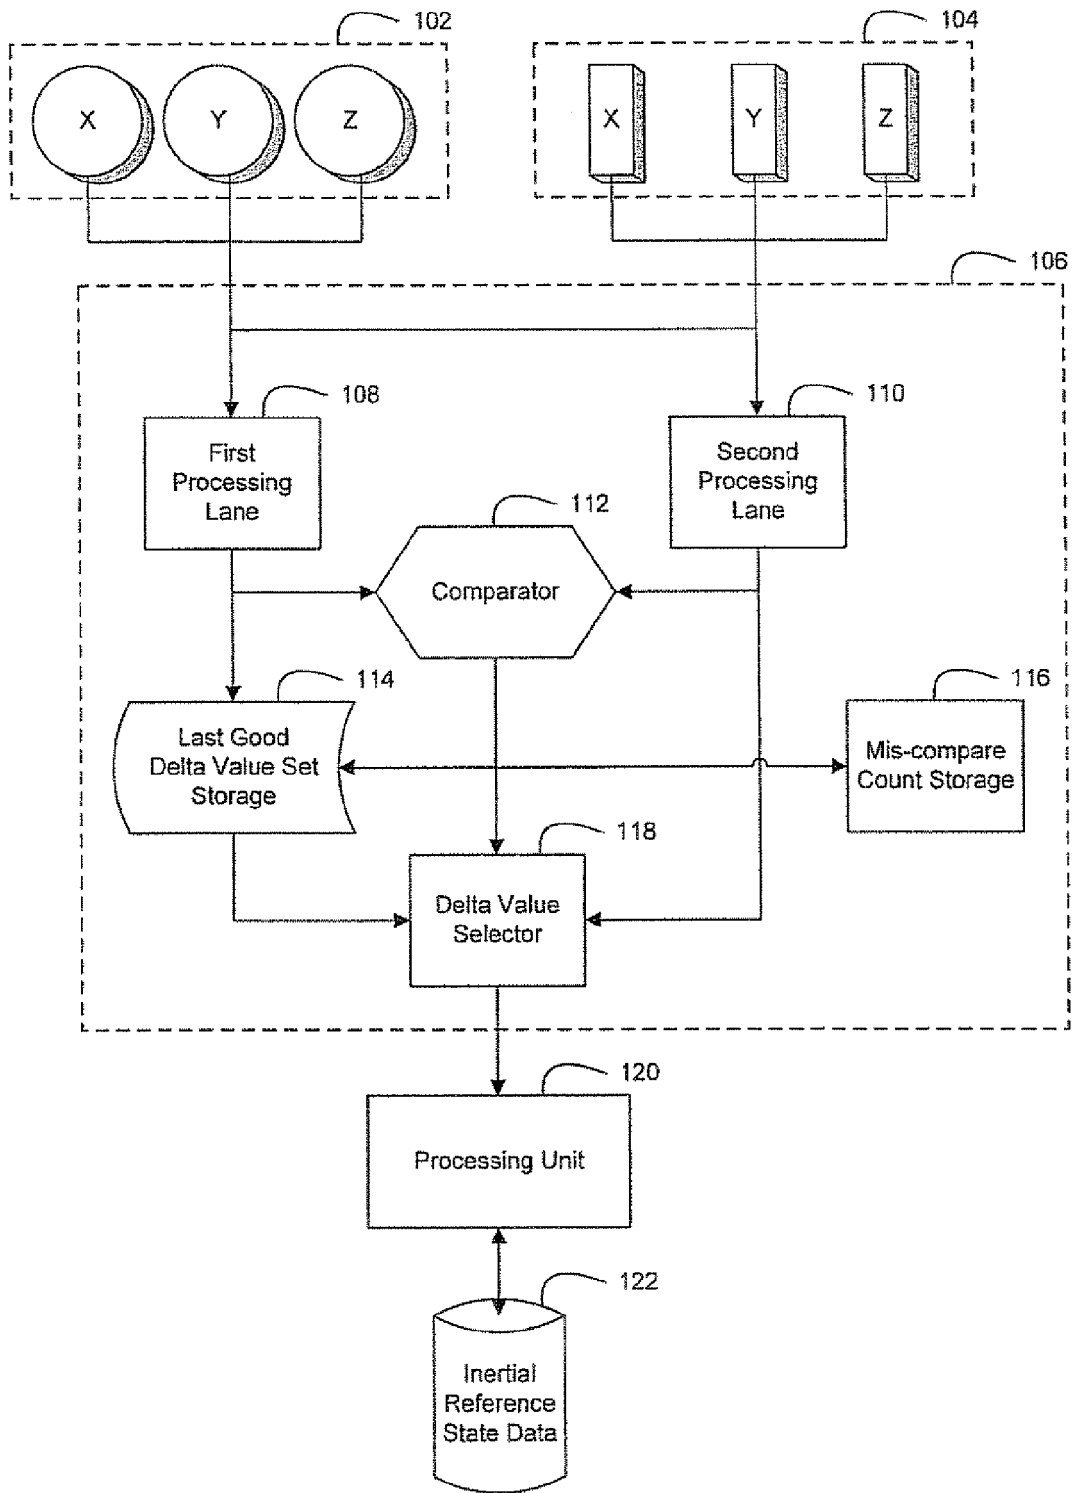 102
104
X
Y
Z
X
Y
Z
106
108
110
First
Processing
Lane
Second
Processing
Lane
112
Comparator
114
116
Last Good
Delta Value Set
Storage
Mis-compare
Count Storage
118
Delta Value
Selector
120
Processing Unit
122
Inertial
Reference
State Data